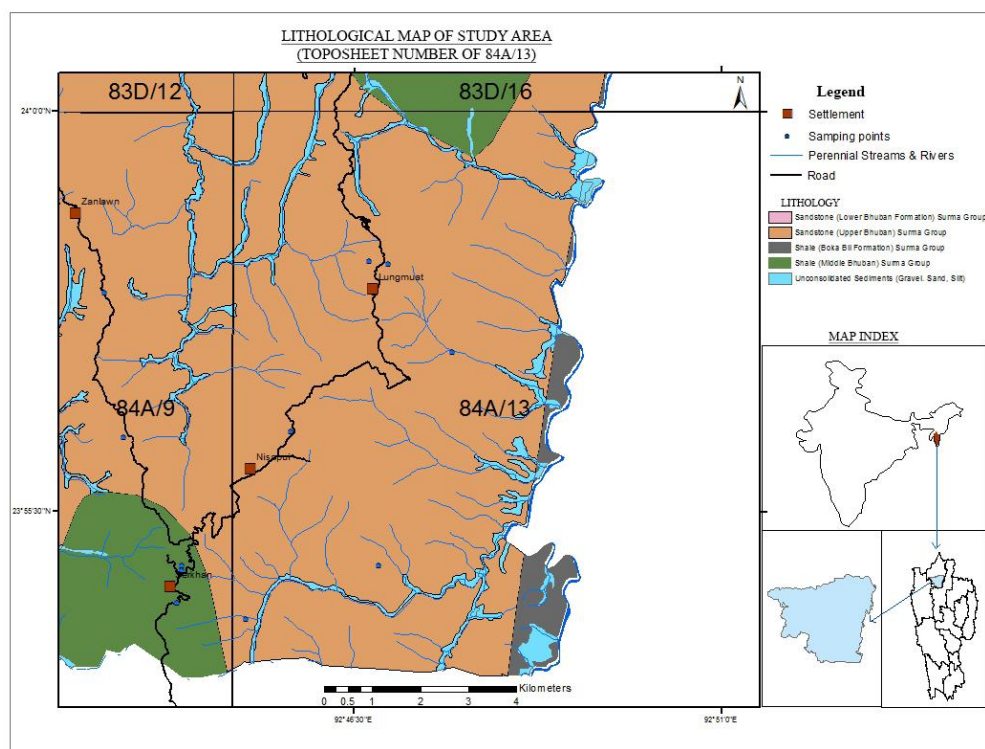 LITHOLOGICAL MAP OF STUDY AREA
(TOPOSHEET NUMBER OF 84A/13)
83D/12
83D/16
N
24°0'0"N
Zanlawn
Lungmuat
84A/9
84A/13
Nisapui
23°55'30"N
Kilometers
0 0.5 1 2 3 4
92°46'30"E
92°51'0"E
Legend
Settlement
Samping points
Perennial Streams & Rivers
Road
LITHOLOGY
Sandstone (Lower Bhuban Formation) Surma Group
Sandstone (Upper Bhuban) Surma Group
Shale (Boka Bil Formation) Surma Group
Shale (Middle Bhuban) Surma Group
Unconsolidated Sediments (Gravel, Sand, Silt)
MAP INDEX